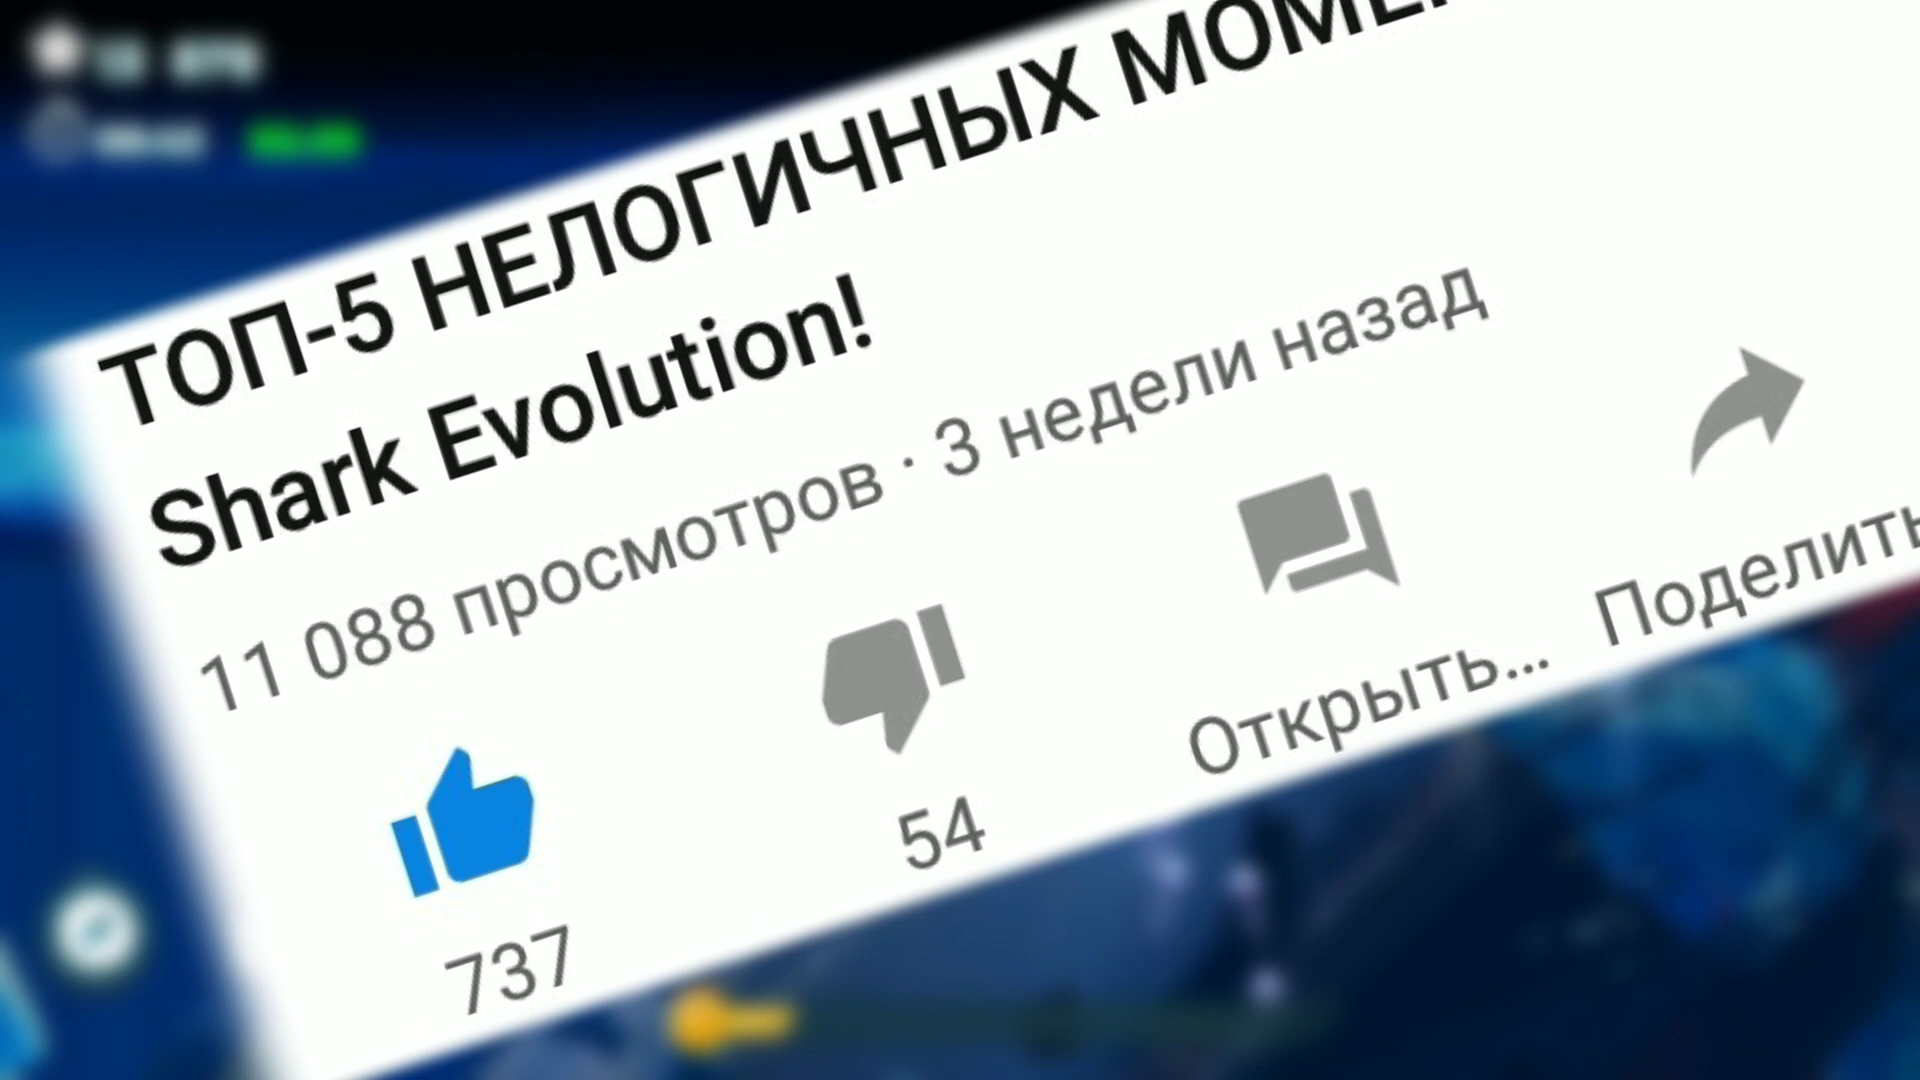 ТОП-5 НЕЛОГИЧНЫХ
Shark Evolution!
11 088 просмотров · 3 недели назад
737
54
Открыть...